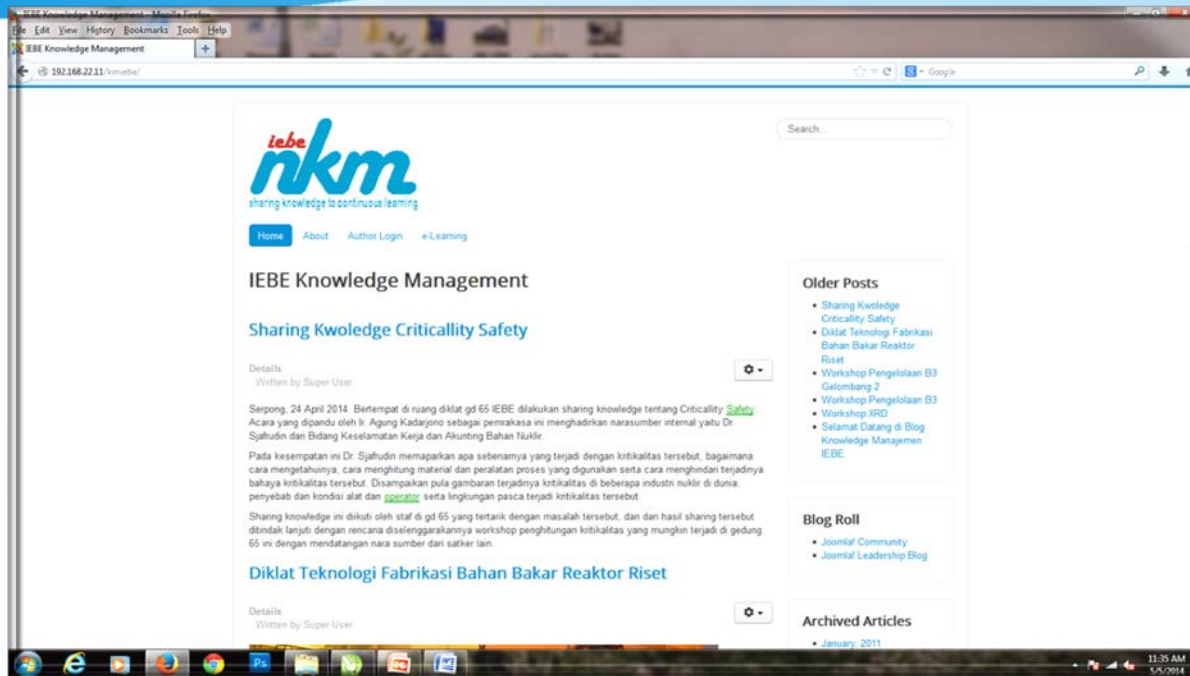 IEBE Knowledge Management - Mozilla Firefox
File Edit View History Bookmarks Tools Help
IEBE Knowledge Management
192.168.22.11/kmiebe/
Google
iebe
nkm
sharing knowledge to continuous learning
Search...
Home About Author Login e-Learning
IEBE Knowledge Management
Sharing Kwoledge Criticallity Safety
Details
Written by Super User
Serpong, 24 April 2014. Bertempat di ruang diklat gd 65 IEBE dilakukan sharing knowledge tentang Criticallity Safety.
Acara yang dipandu oleh Ir. Agung Kadarjono sebagai pemrakasa ini menghadirkan narasumber internal yaitu Dr.
Sjafrudin dari Bidang Keselamatan Kerja dan Akunting Bahan Nuklir.
Pada kesempatan ini Dr. Sjafrudin memaparkan apa sebenarnya yang terjadi dengan kritikalitas tersebut, bagaimana
cara mengetahuinya, cara menghitung material dan peralatan proses yang digunakan serta cara menghindari terjadinya
bahaya kritikalitas tersebut. Disampaikan pula gambaran terjadinya kritikalitas di beberapa industri nuklir di dunia,
penyebab dan kondisi alat dan operator serta lingkungan pasca terjadi kritikalitas tersebut.
Sharing knowledge ini diikuti oleh staf di gd 65 yang tertarik dengan masalah tersebut, dan dari hasil sharing tersebut
ditindak lanjuti dengan rencana diselenggarakannya workshop penghitungan kritikalitas yang mungkin terjadi di gedung
65 ini dengan mendatangan nara sumber dari satker lain.
Diklat Teknologi Fabrikasi Bahan Bakar Reaktor Riset
Details
Written by Super User
Older Posts
Sharing Kwoledge
Criticallity Safety
Diklat Teknologi Fabrikasi
Bahan Bakar Reaktor
Riset
Workshop Pengelolaan B3
Gelombang 2
Workshop Pengelolaan B3
Workshop XRD
Selamat Datang di Blog
Knowledge Manajemen
IEBE
Blog Roll
Joomla! Community
Joomla! Leadership Blog
Archived Articles
January, 2011
Ps
11:35 AM
5/5/2014